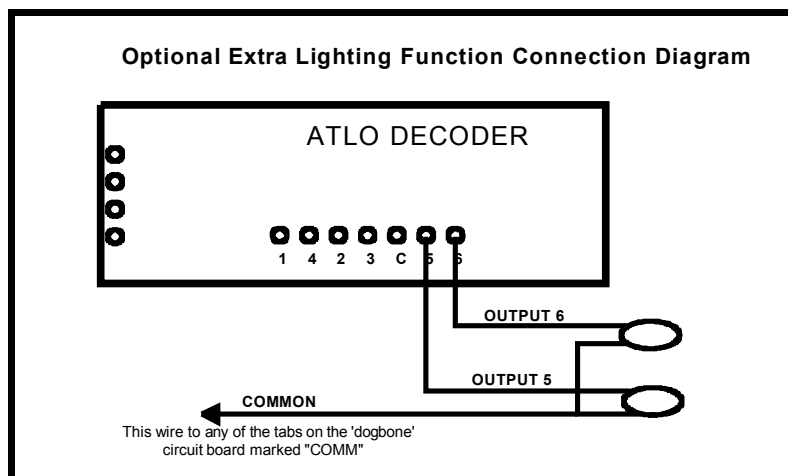 Optional Extra Lighting Function Connection Diagram
ATLO DECODER
1 4 2 3 C 5 6
OUTPUT 6
OUTPUT 5
COMMON
This wire to any of the tabs on the 'dogbone'
circuit board marked "COMM"